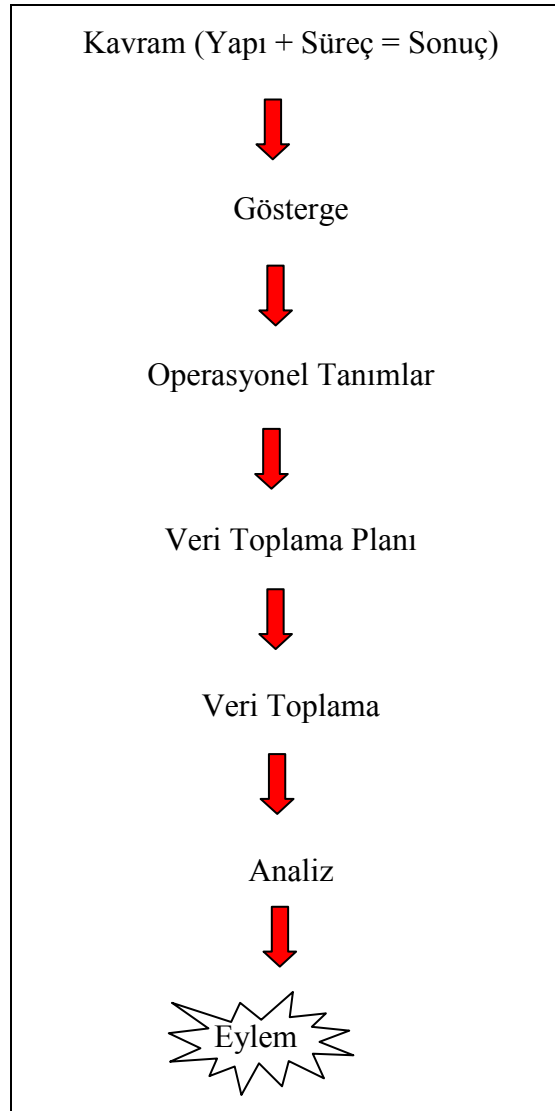 Kavram (Yapı + Süreç = Sonuç)
Gösterge
Operasyonel Tanımlar
Veri Toplama Planı
Veri Toplama
Analiz
Eylem